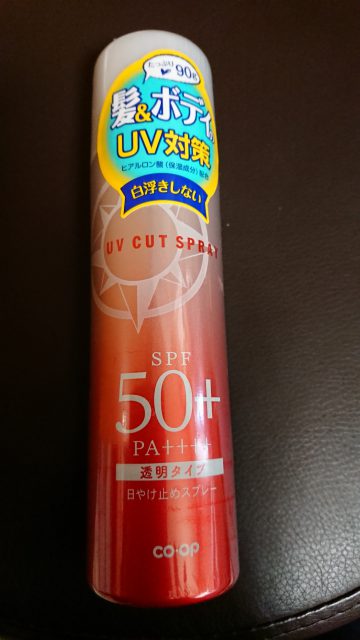 たっぷり
90g
髪&ボディの
UV対策
ヒアルロン酸(保湿成分)配合
白浮きしない
UV CUT SPRAY
SPF
50+
PA++++
透明タイプ
日やけ止めスプレー
co·op